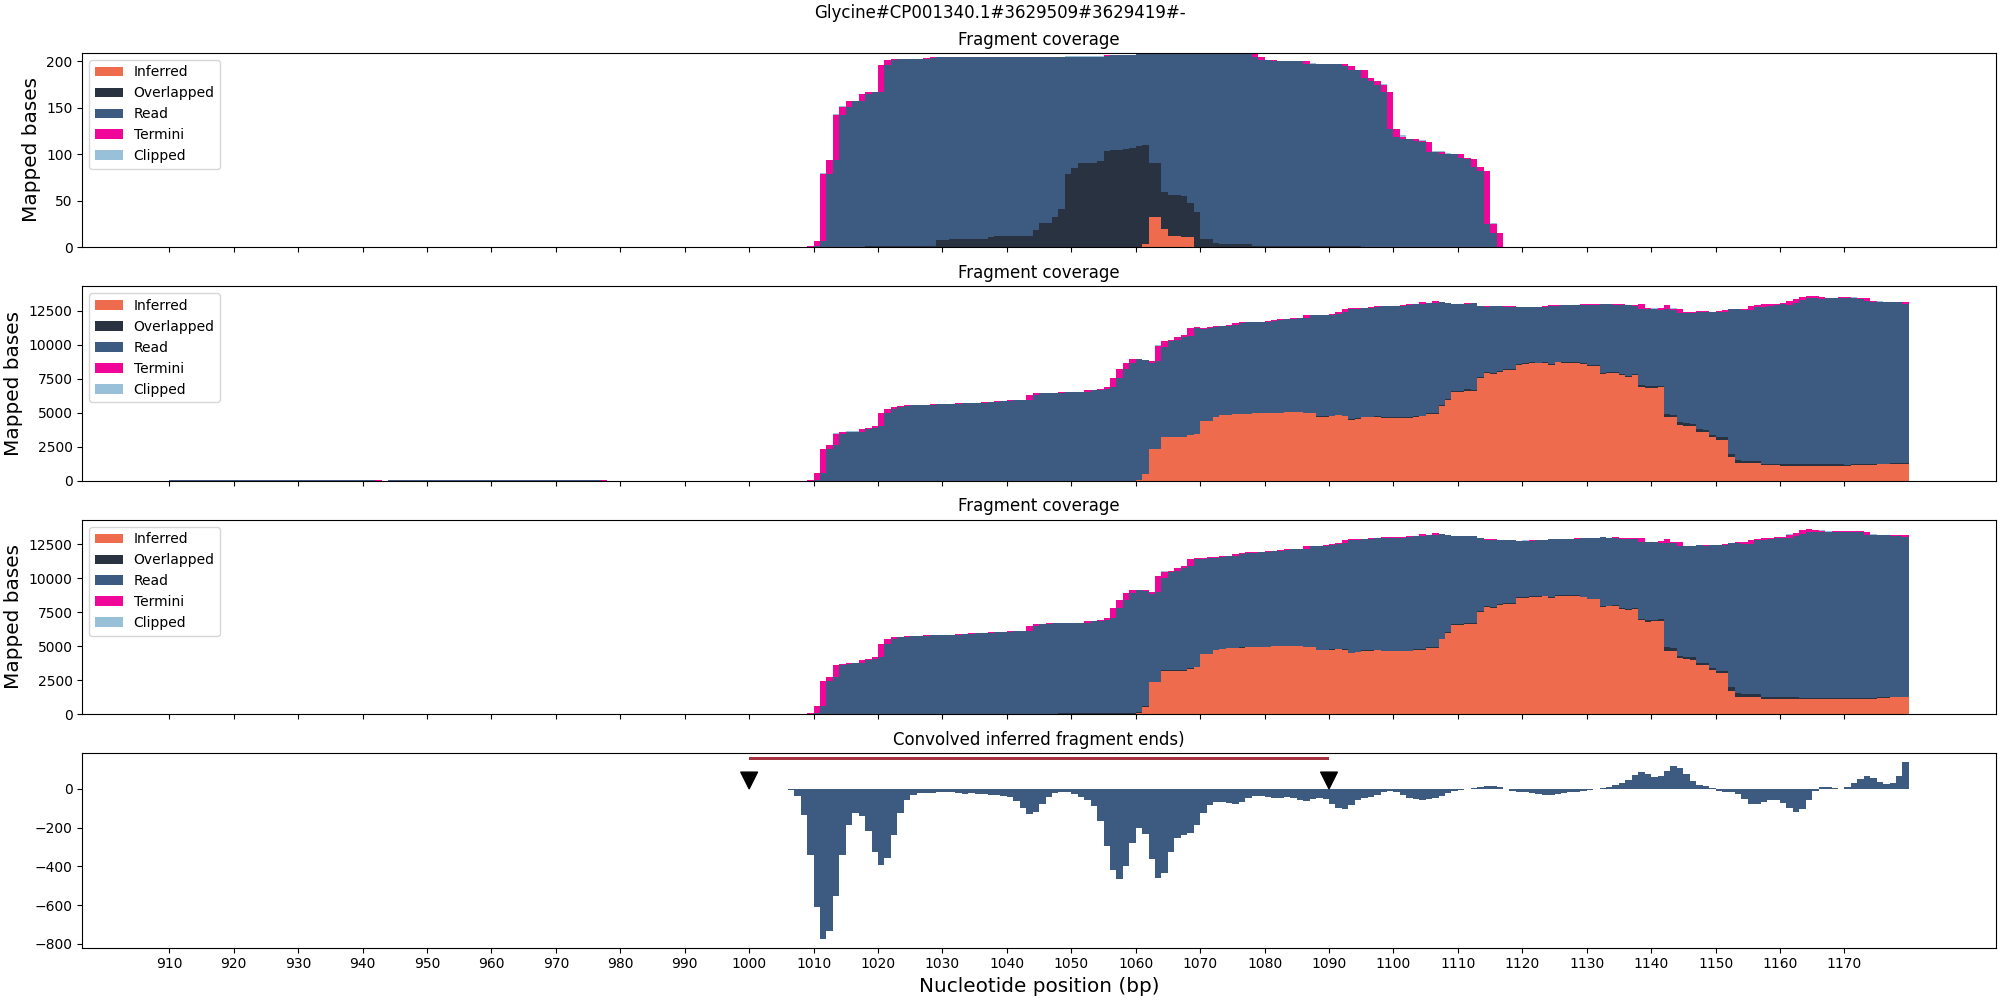 Glycine#CP001340.1#3629509#3629419#-
Fragment coverage
Mapped bases
200
150
100
50
0
Inferred
Overlapped
Read
Termini
Clipped
Fragment coverage
Mapped bases
12500
10000
7500
5000
2500
0
Inferred
Overlapped
Read
Termini
Clipped
Fragment coverage
Mapped bases
12500
10000
7500
5000
2500
0
Inferred
Overlapped
Read
Termini
Clipped
Convolved inferred fragment ends)
0
−200
−400
−600
−800
910 920 930 940 950 960 970 980 990 1000 1010 1020 1030 1040 1050 1060 1070 1080 1090 1100 1110 1120 1130 1140 1150 1160 1170
Nucleotide position (bp)